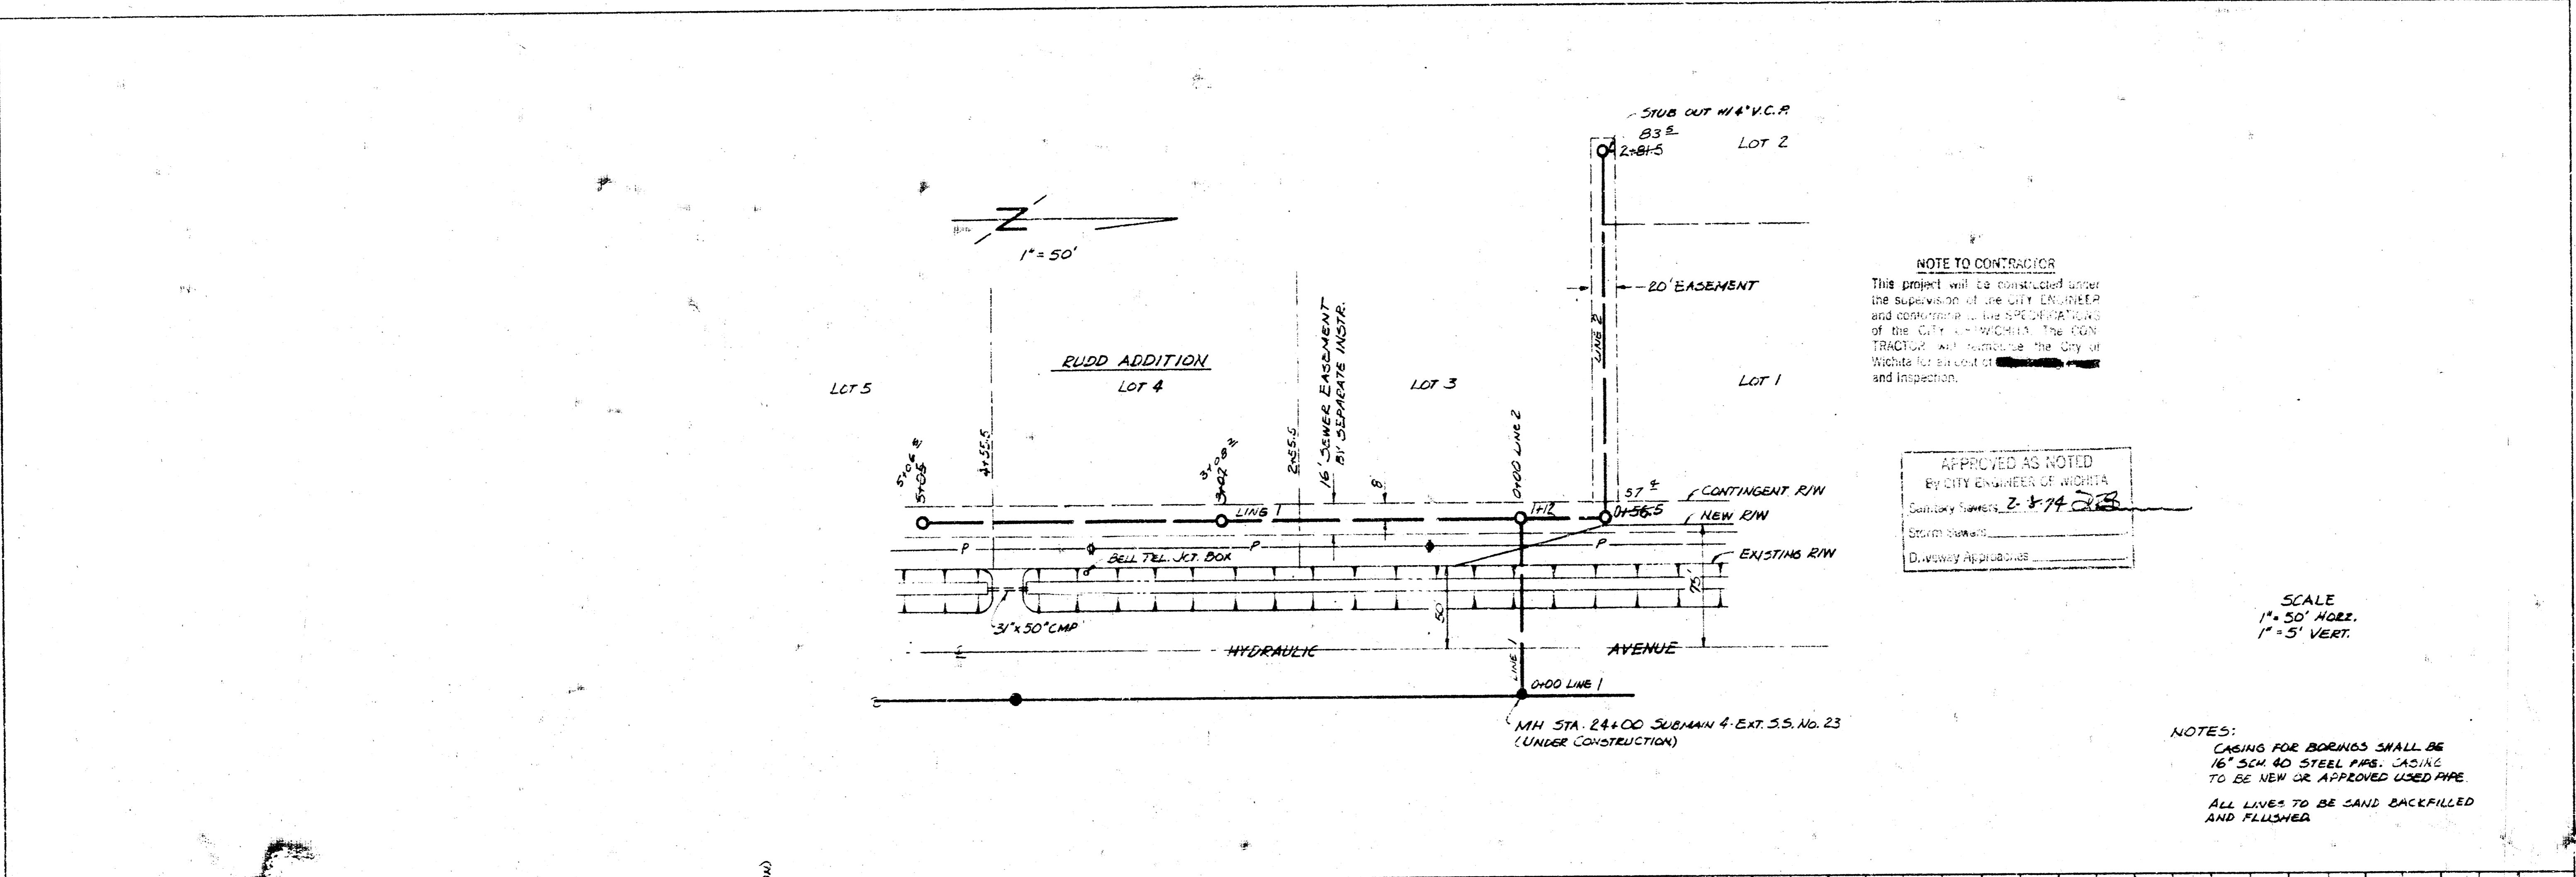 STUB OUT W/4" V.C.P.
83 5
2+81.5
LOT 2
N
1" = 50'
20' EASEMENT
LINE 2
NOTE TO CONTRACTOR
This project will be constructed under
the supervision of the CITY ENGINEER
and conforming to the SPECIFICATIONS
of the CITY OF WICHITA. The CON
TRACTOR will reimburse the City of
Wichita for all cost of
and inspection.
RUDD ADDITION
LOT 5
LOT 4
16' SEWER EASEMENT
BY SEPARATE INSTR.
LOT 3
LOT 1
5+06
5+05
4+55.5
3+03
3+02
2+55.5
8'
0+00 LINE 2
57 4
CONTINGENT R/W
LINE 1
1+12
0+56.5
NEW R/W
P
P
P
BELL TEL. JCT. BOX
EXISTING R/W
APPROVED AS NOTED
By CITY ENGINEER OF WICHITA
Sanitary Sewers 2-8-74
Storm Sewers
Driveway Approaches
31" x 50" CMP
50'
75'
SCALE
1" = 50' HORZ.
1" = 5' VERT.
HYDRAULIC AVENUE
LINE 1
0+00 LINE 1
MH STA. 24+00 SUBMAIN 4-EXT. S.S. No. 23
(UNDER CONSTRUCTION)
NOTES:
CASING FOR BORINGS SHALL BE
16" SCH. 40 STEEL PIPE. CASING
TO BE NEW OR APPROVED USED PIPE.
ALL LINES TO BE SAND BACKFILLED
AND FLUSHED